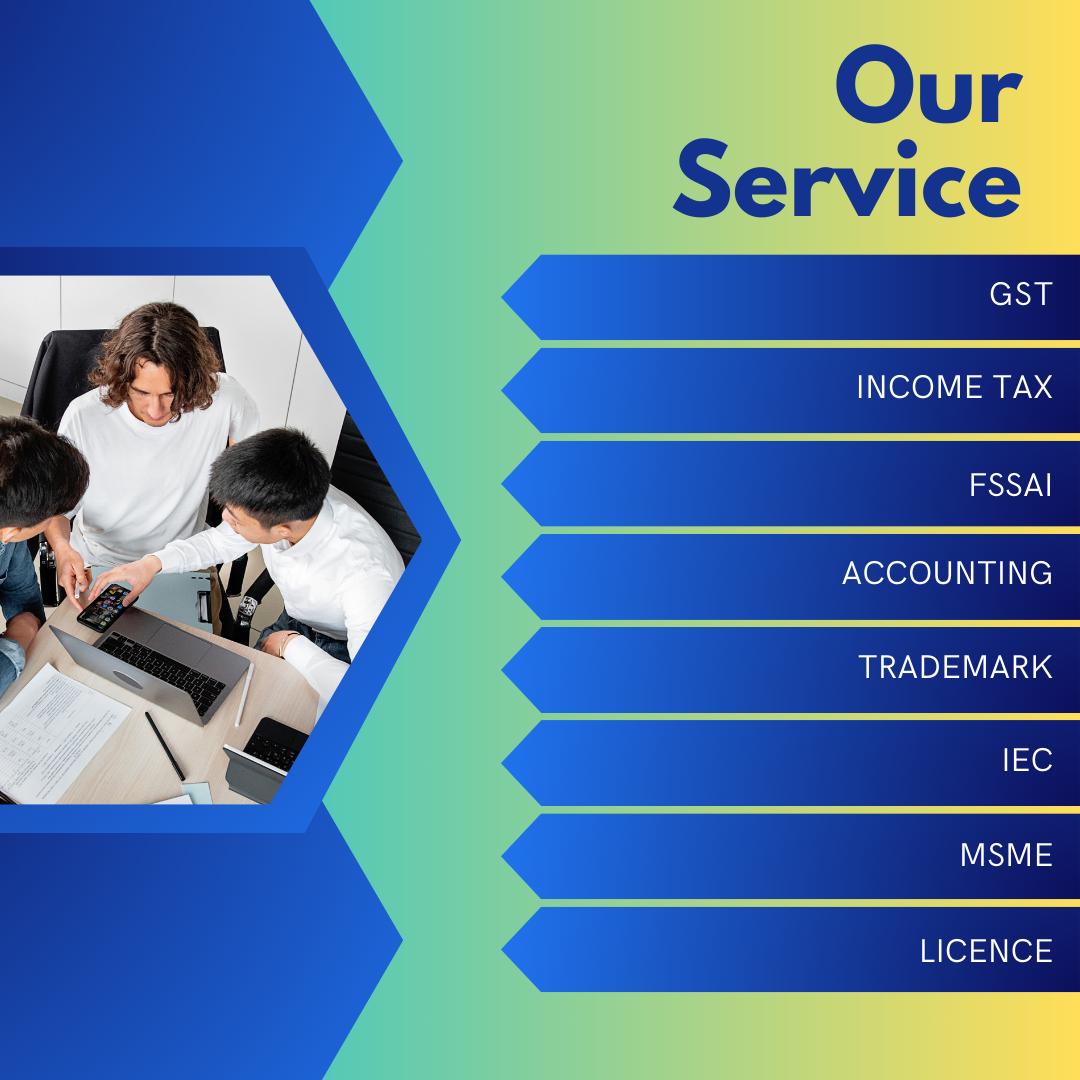 Our
Service
GST
INCOME TAX
FSSAI
ACCOUNTING
TRADEMARK
IEC
MSME
LICENCE